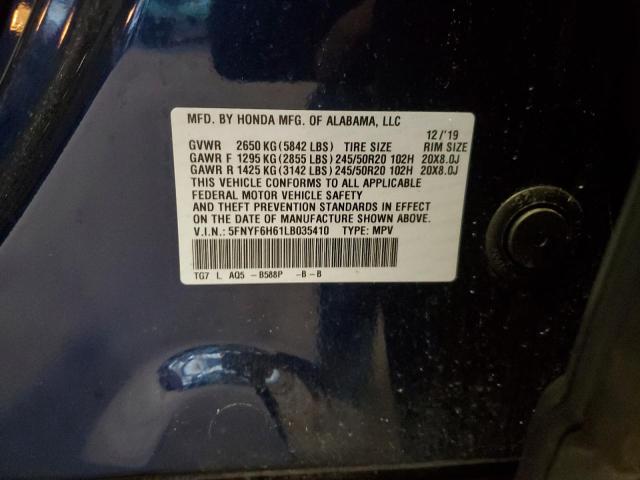 MFD. BY HONDA MFG. OF ALABAMA, LLC
12/'19
GVWR 2650 KG (5842 LBS) TIRE SIZE RIM SIZE
GAWR F 1295 KG (2855 LBS) 245/50R20 102H 20X8.0J
GAWR R 1425 KG (3142 LBS) 245/50R20 102H 20X8.0J
THIS VEHICLE CONFORMS TO ALL APPLICABLE
FEDERAL MOTOR VEHICLE SAFETY
AND THEFT PREVENTION STANDARDS IN EFFECT
ON THE DATE OF MANUFACTURE SHOWN ABOVE.
V.I.N.: 5FNYF6H61LB035410 TYPE: MPV
TG7 L AQ5 -B588P -B-B